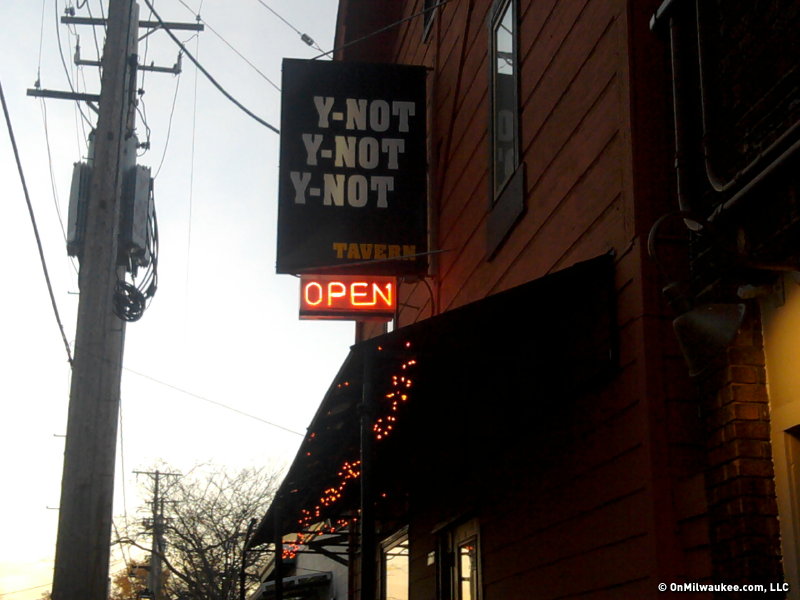 Y-NOT
Y-NOT
Y-NOT
TAVERN
OPEN
© OnMilwaukee.com, LLC